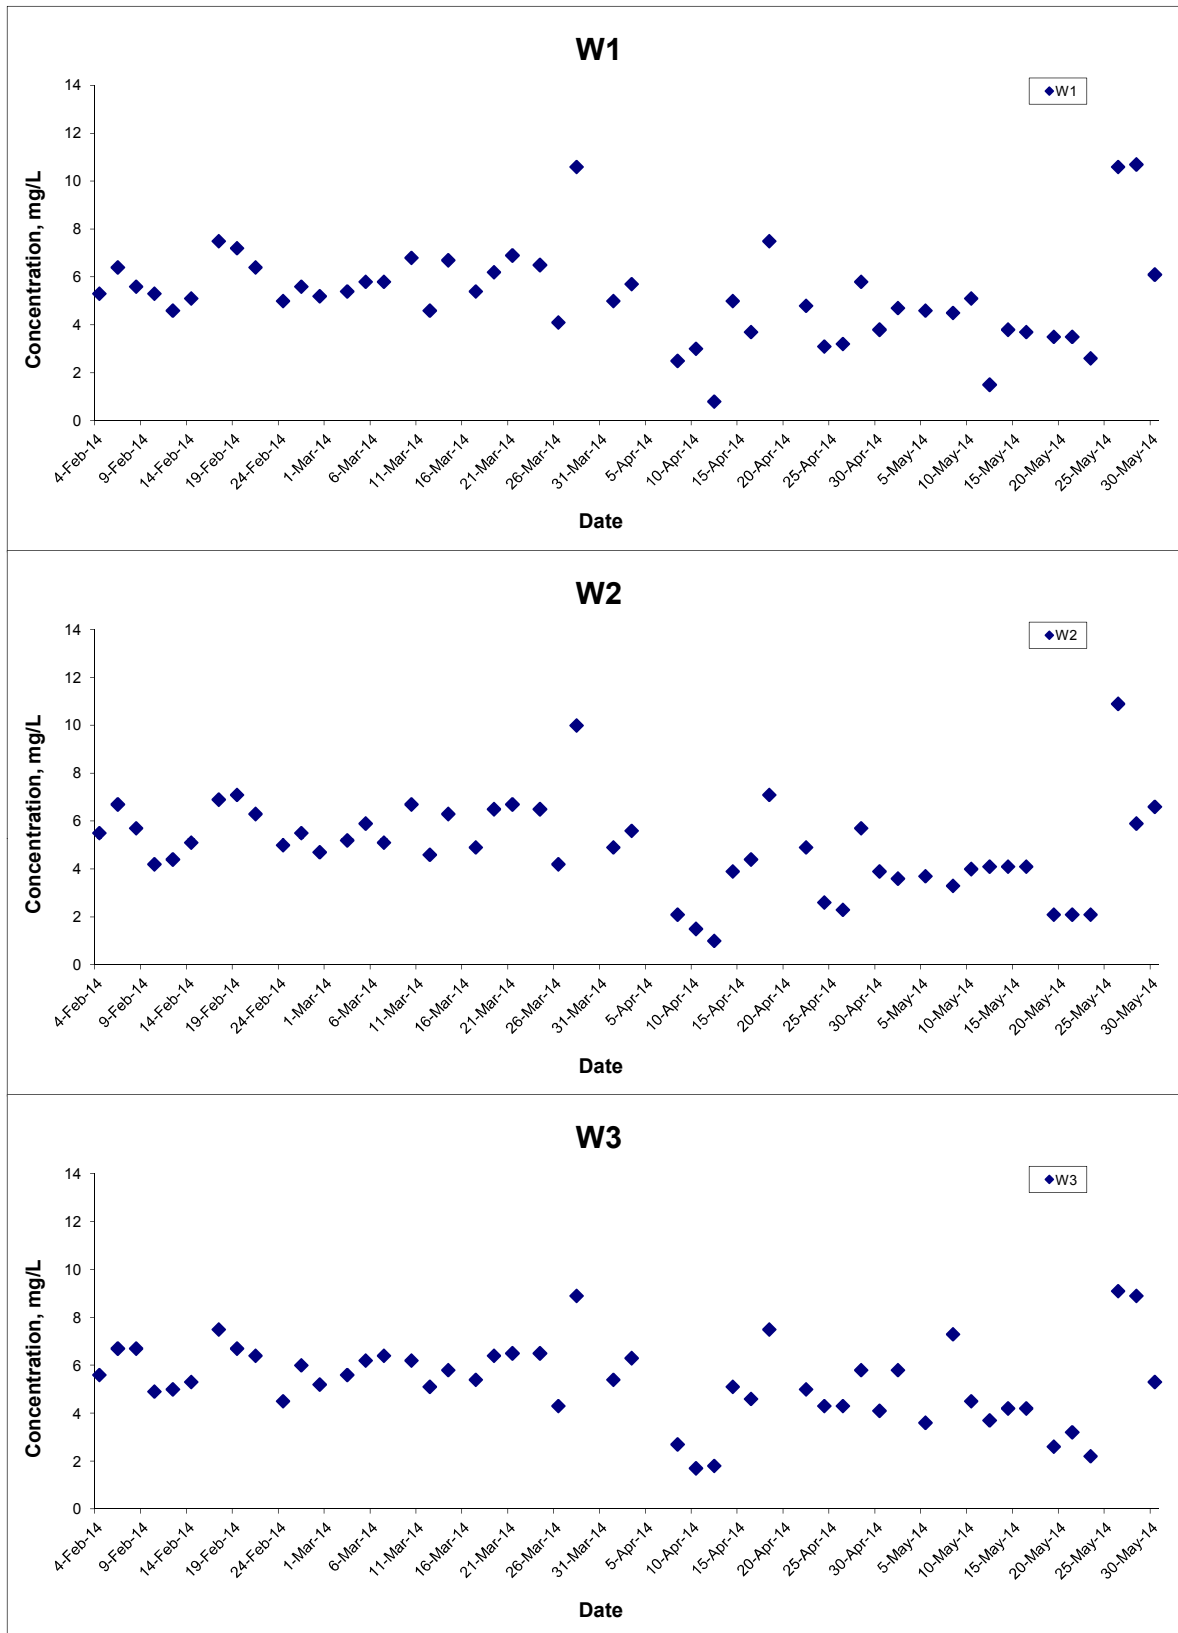 W1
W1
Concentration, mg/L
14
12
10
8
6
4
2
0
4-Feb-14
9-Feb-14
14-Feb-14
19-Feb-14
24-Feb-14
1-Mar-14
6-Mar-14
11-Mar-14
16-Mar-14
21-Mar-14
26-Mar-14
31-Mar-14
5-Apr-14
10-Apr-14
15-Apr-14
20-Apr-14
25-Apr-14
30-Apr-14
5-May-14
10-May-14
15-May-14
20-May-14
25-May-14
30-May-14
Date
W2
W2
Concentration, mg/L
14
12
10
8
6
4
2
0
4-Feb-14
9-Feb-14
14-Feb-14
19-Feb-14
24-Feb-14
1-Mar-14
6-Mar-14
11-Mar-14
16-Mar-14
21-Mar-14
26-Mar-14
31-Mar-14
5-Apr-14
10-Apr-14
15-Apr-14
20-Apr-14
25-Apr-14
30-Apr-14
5-May-14
10-May-14
15-May-14
20-May-14
25-May-14
30-May-14
Date
W3
W3
Concentration, mg/L
14
12
10
8
6
4
2
0
4-Feb-14
9-Feb-14
14-Feb-14
19-Feb-14
24-Feb-14
1-Mar-14
6-Mar-14
11-Mar-14
16-Mar-14
21-Mar-14
26-Mar-14
31-Mar-14
5-Apr-14
10-Apr-14
15-Apr-14
20-Apr-14
25-Apr-14
30-Apr-14
5-May-14
10-May-14
15-May-14
20-May-14
25-May-14
30-May-14
Date